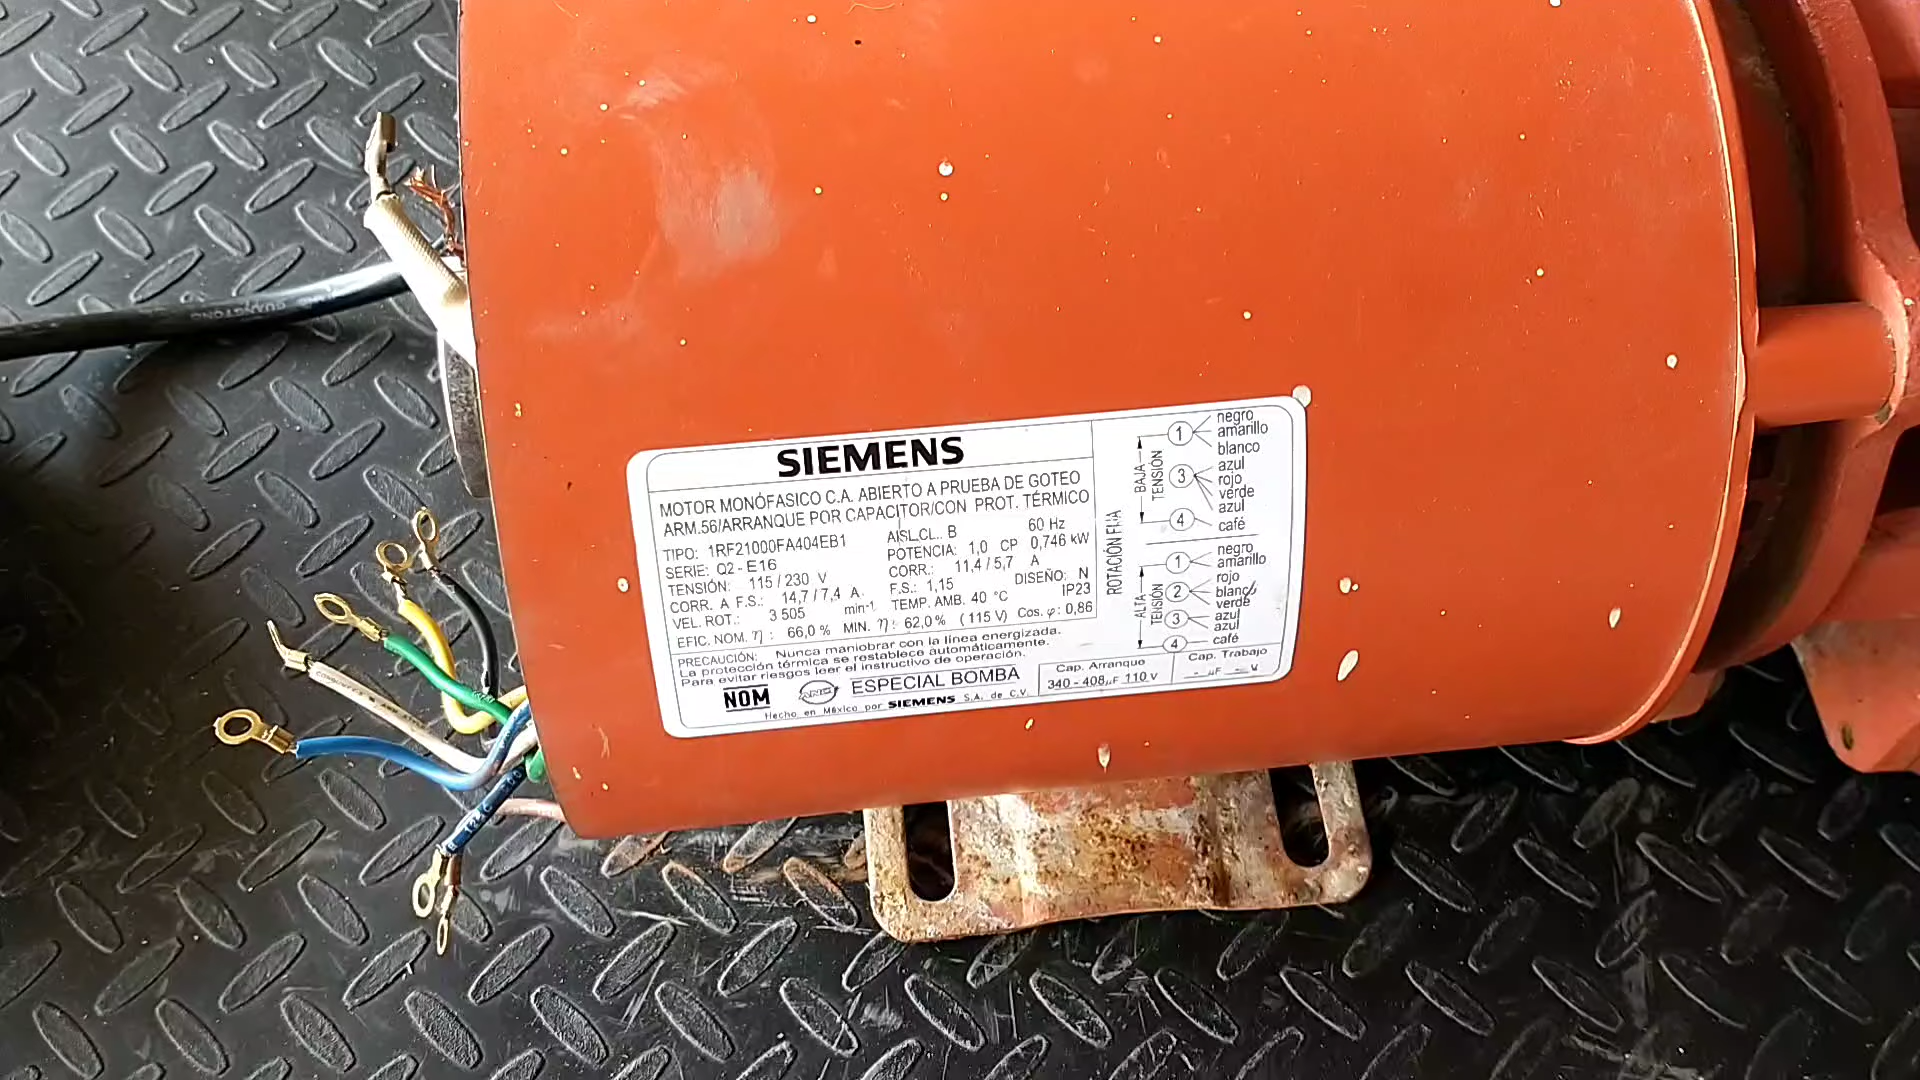 SIEMENS
MOTOR MONÓFASICO C.A. ABIERTO A PRUEBA DE GOTEO
ARM.56/ARRANQUE POR CAPACITOR/CON PROT. TÉRMICO
TIPO: 1RF21000FA404EB1 AISL.CL. B 60 Hz
SERIE: Q2 - E16 POTENCIA: 1,0 CP 0,746 kW
TENSIÓN: 115 / 230 V CORR.: 11,4 / 5,7 A
CORR. A F.S.: 14,7 / 7,4 A. F.S.: 1,15 DISEÑO: N
VEL. ROT.: 3 505 min-1 TEMP. AMB. 40 °C IP23
EFIC. NOM. η : 66,0 % MIN. η : 62,0 % (115 V) Cos. φ : 0,86
PRECAUCIÓN: Nunca maniobrar con la línea energizada.
La protección térmica se restablece automáticamente.
Para evitar riesgos leer el instructivo de operación.
NOM ANCE ESPECIAL BOMBA
Hecho en México por SIEMENS S.A. de C.V.
Cap. Arranque
340 - 408µF 110 V
Cap. Trabajo
- µF - V
ROTACIÓN FIJA
BAJA TENSIÓN
1 negro
amarillo
blanco
3 azul
rojo
verde
azul
4 café
ALTA TENSIÓN
1 negro
amarillo
2 rojo
blanco
verde
3 azul
azul
4 café